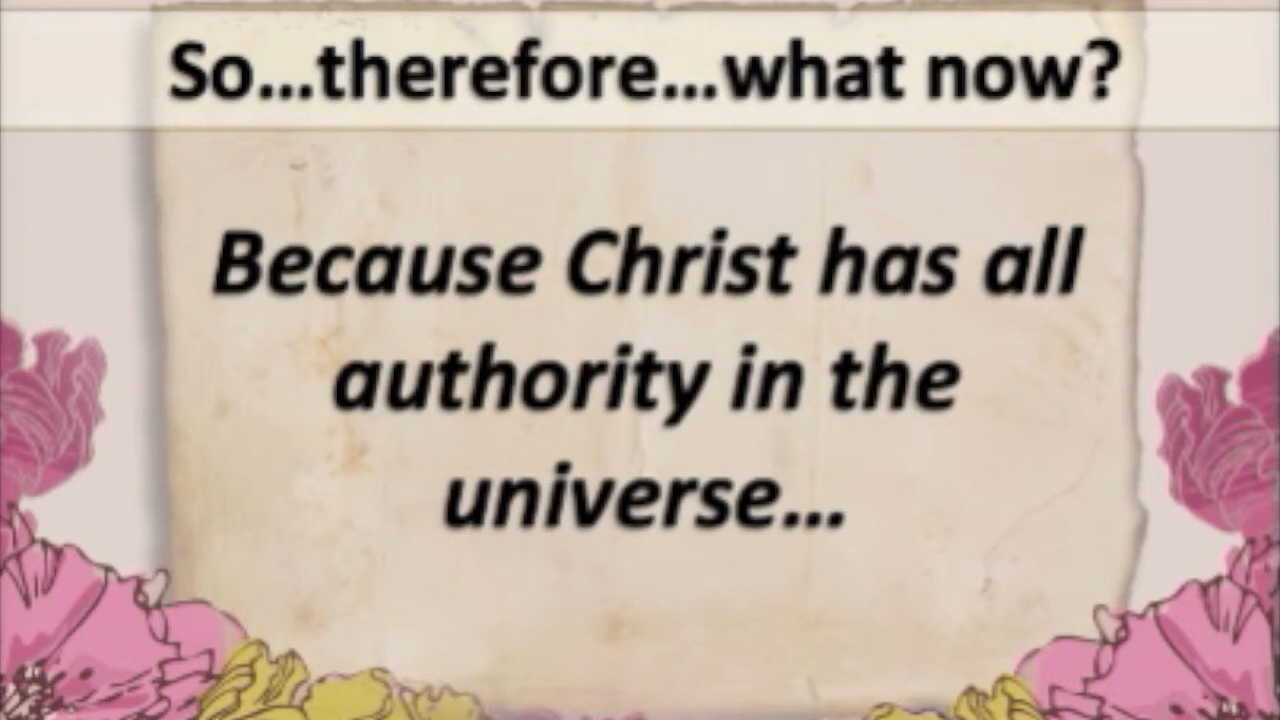 So...therefore...what now?
Because Christ has all
authority in the
universe...